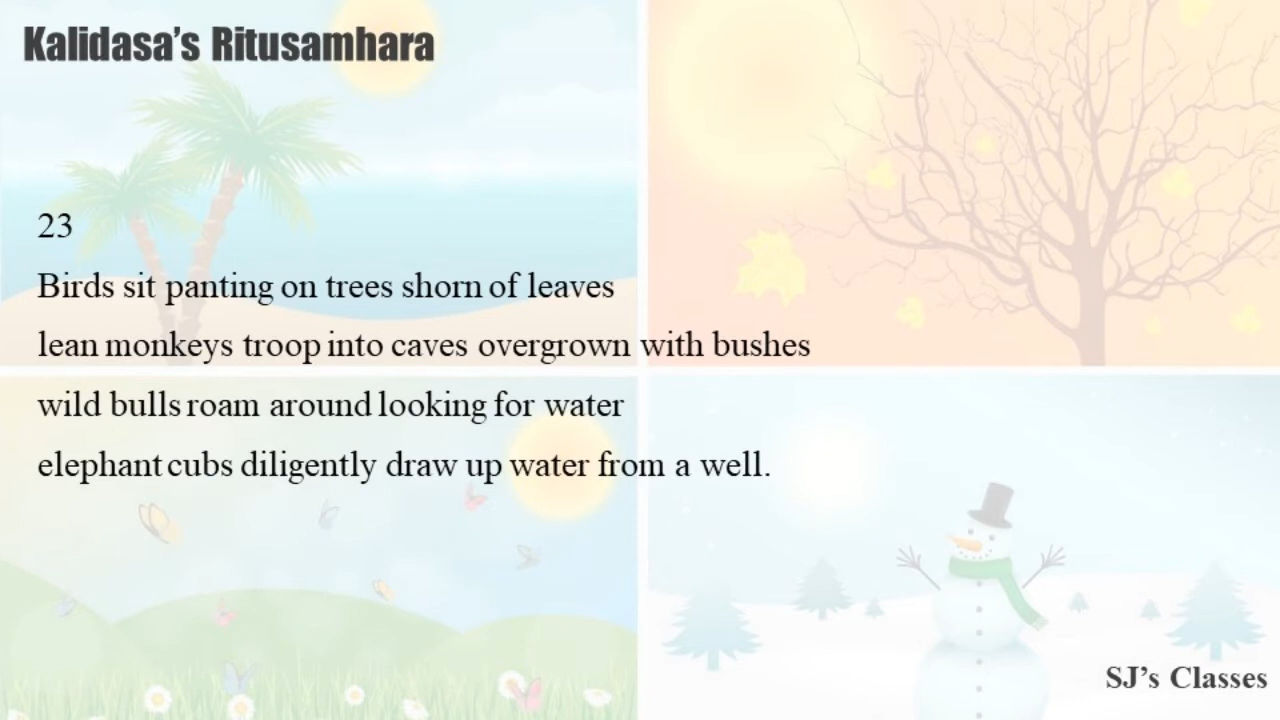 Kalidasa’s Ritusamhara
23
Birds sit panting on trees shorn of leaves
lean monkeys troop into caves overgrown with bushes
wild bulls roam around looking for water
elephant cubs diligently draw up water from a well.
SJ’s Classes